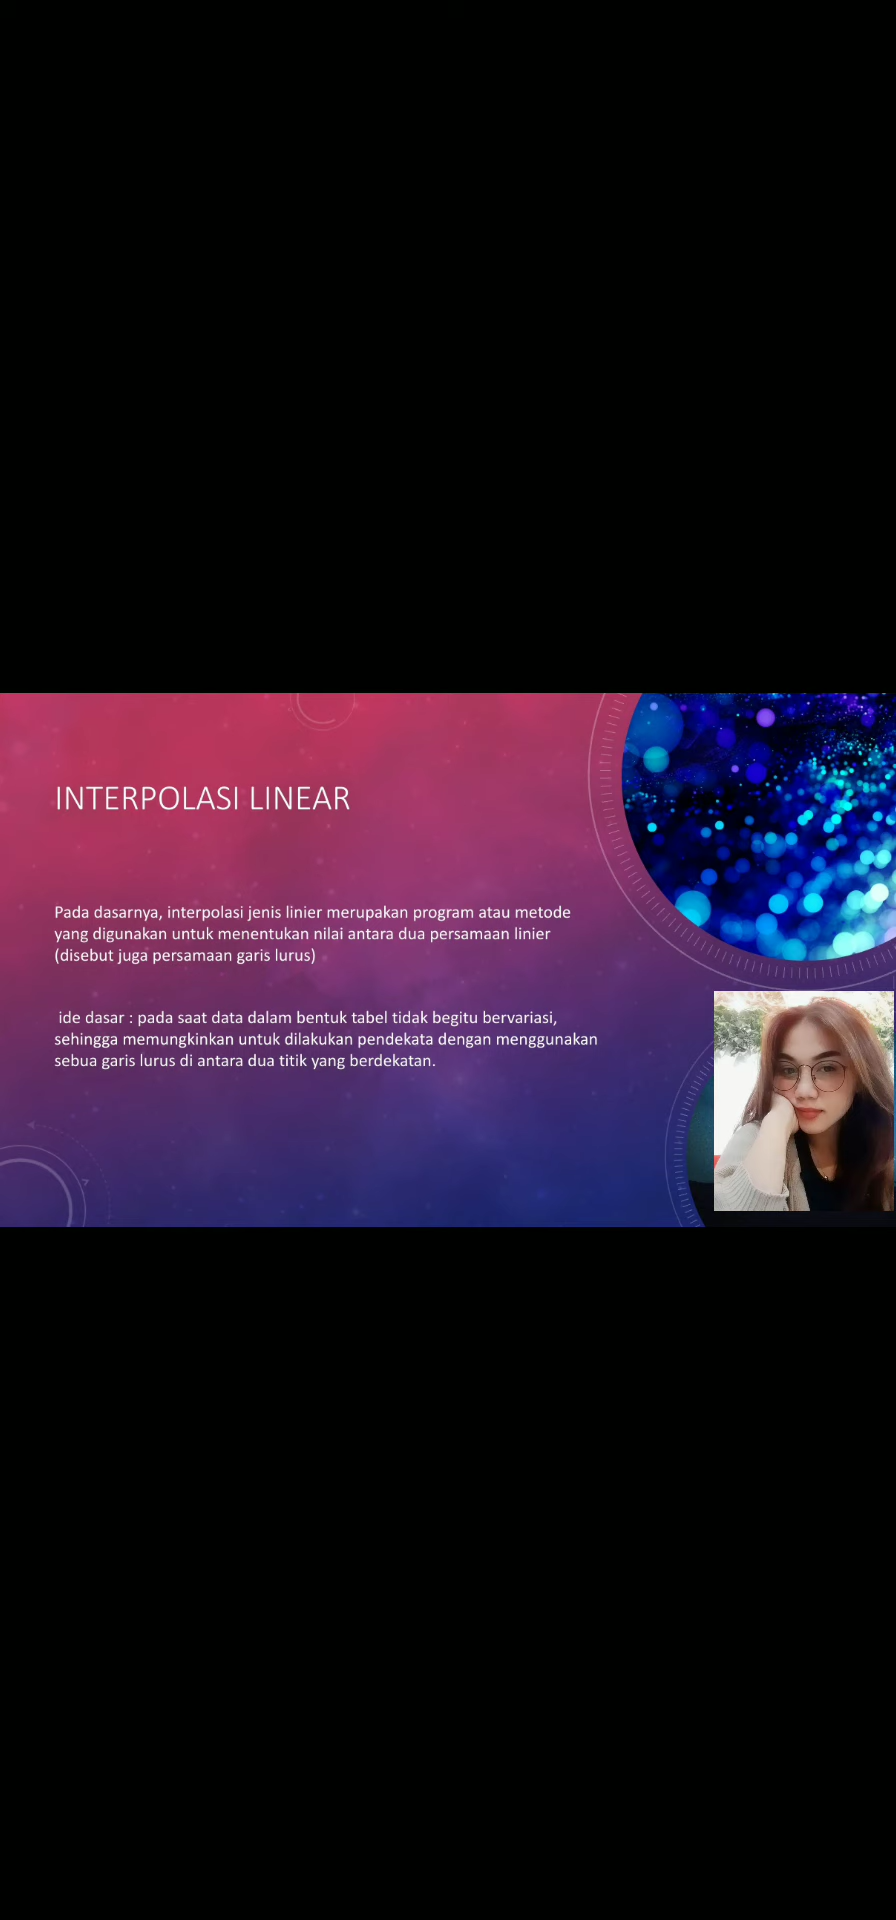 INTERPOLASI LINEAR
Pada dasarnya, interpolasi jenis linier merupakan program atau metode
yang digunakan untuk menentukan nilai antara dua persamaan linier
(disebut juga persamaan garis lurus)
ide dasar : pada saat data dalam bentuk tabel tidak begitu bervariasi,
sehingga memungkinkan untuk dilakukan pendekata dengan menggunakan
sebua garis lurus di antara dua titik yang berdekatan.